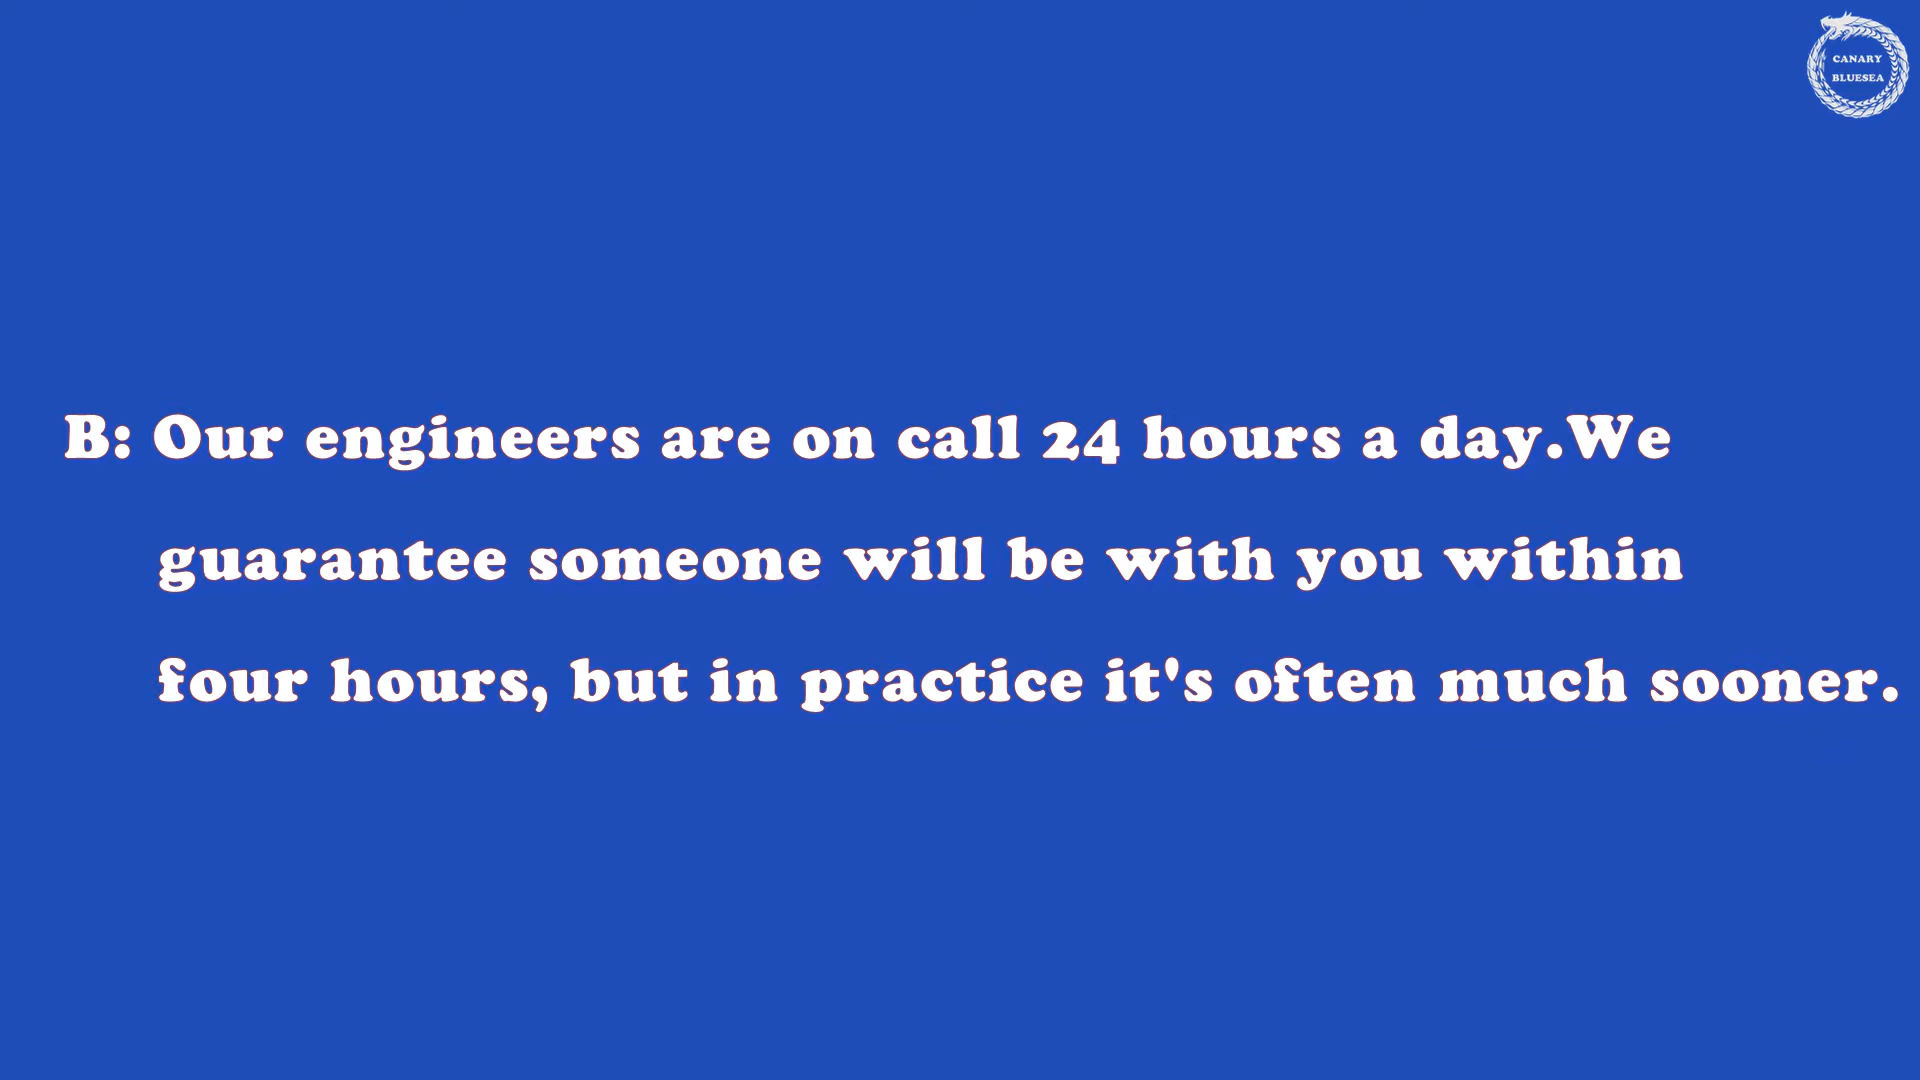 CANARY
BLUESEA
B: Our engineers are on call 24 hours a day.We
guarantee someone will be with you within
four hours, but in practice it's often much sooner.